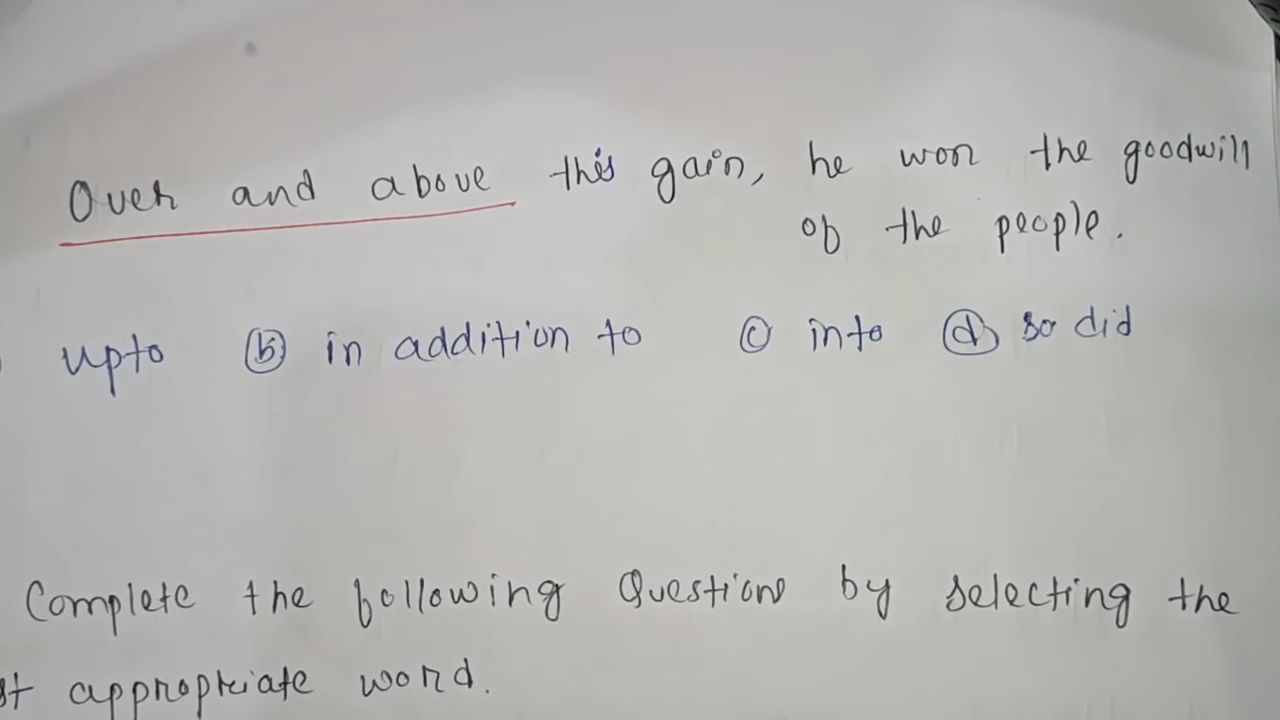 Over and above this gain, he won the goodwill
of the people.
upto (b) in addition to (c) into (d) so did
Complete the following Questions by selecting the
appropriate word.